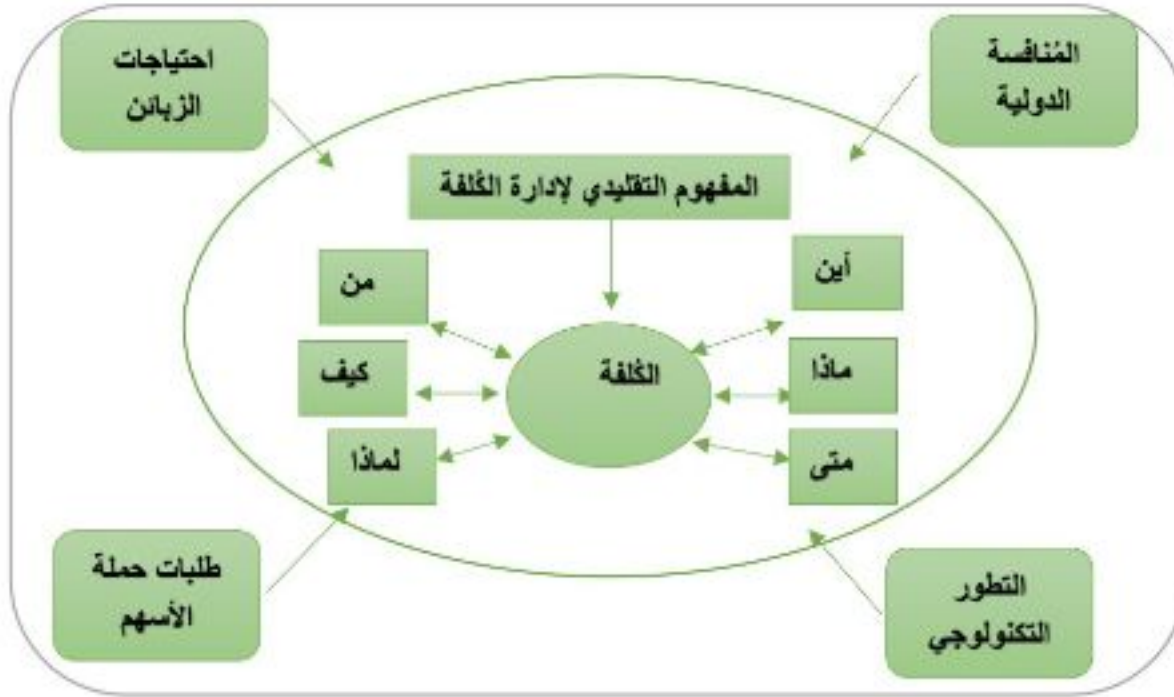 المُنافسة
الدولية
احتياجات
الزبائن
المفهوم التقليدي لإدارة الكُلفة
أين
من
الكُلفة
ماذا
كيف
متى
لماذا
التطور
التكنولوجي
طلبات حملة
الأسهم